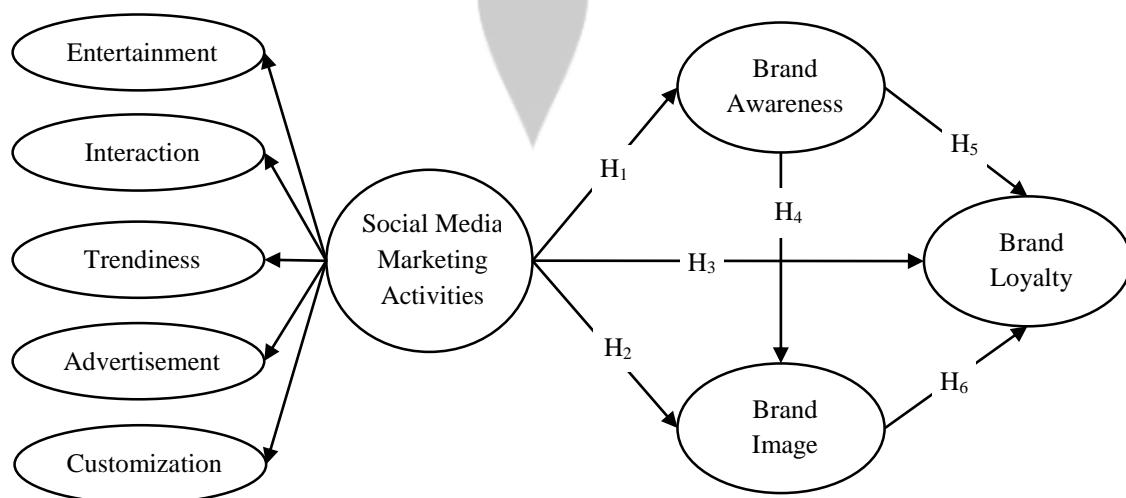 Entertainment
Interaction
Trendiness
Advertisement
Customization
Social Media
Marketing
Activities
H₁
H₂
H₃
H₄
H₅
H₆
Brand
Awareness
Brand
Image
Brand
Loyalty